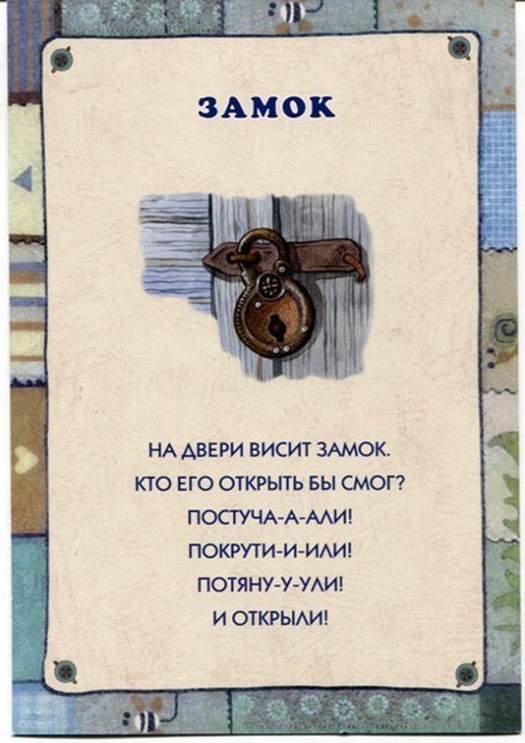 ЗАМОК
НА ДВЕРИ ВИСИТ ЗАМОК.
КТО ЕГО ОТКРЫТЬ БЫ СМОГ?
ПОСТУЧА-А-АЛИ!
ПОКРУТИ-И-ИЛИ!
ПОТЯНУ-У-УЛИ!
И ОТКРЫЛИ!